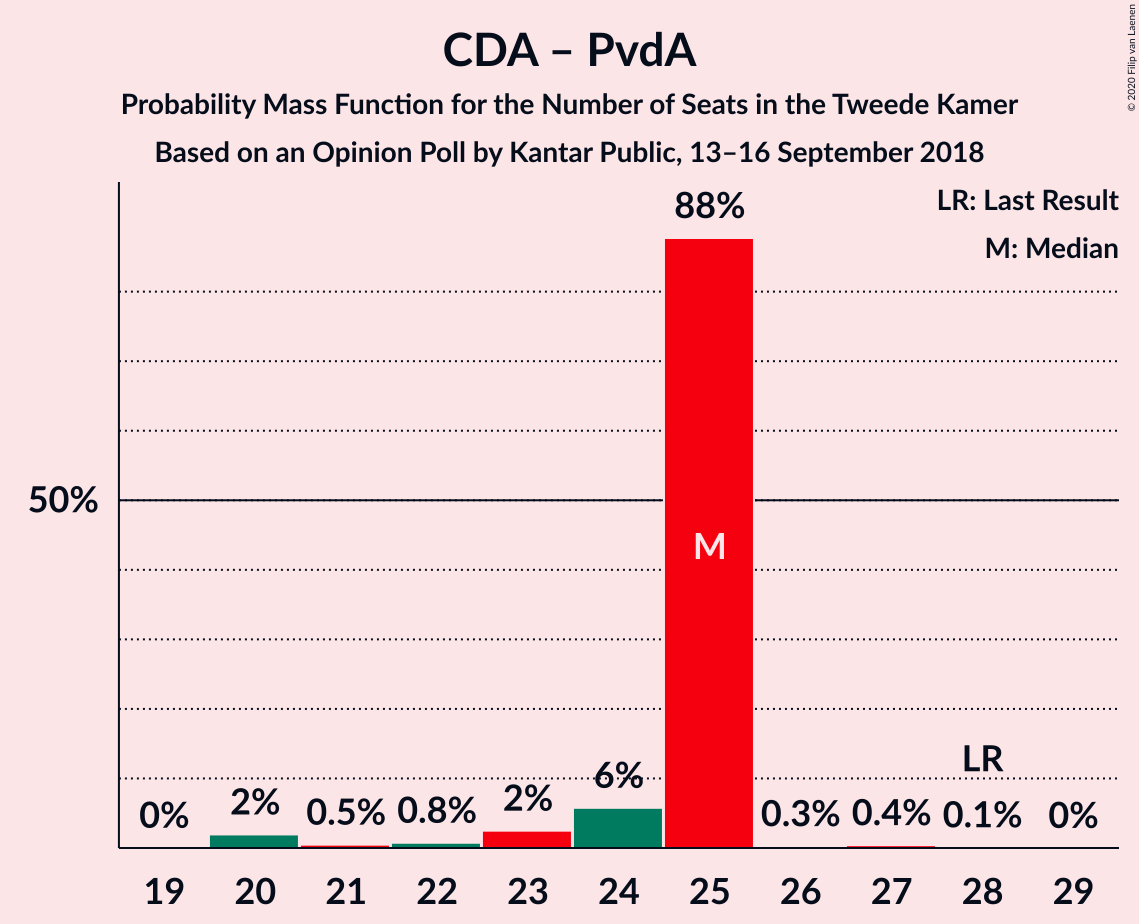 CDA – PvdA
Probability Mass Function for the Number of Seats in the Tweede Kamer
Based on an Opinion Poll by Kantar Public, 13–16 September 2018
© 2020 Filip van Laenen
LR: Last Result
M: Median
88%
50%
M
LR
0%
2%
0.5%
0.8%
2%
6%
0.3%
0.4%
0.1%
0%
19 20 21 22 23 24 25 26 27 28 29